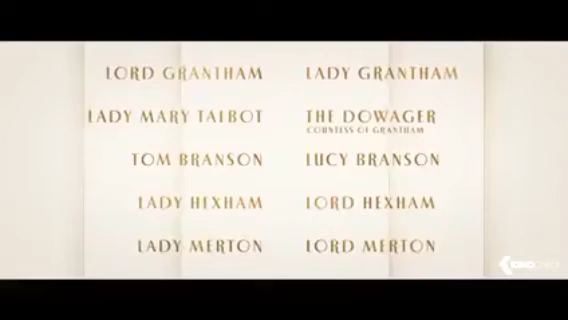 LORD GRANTHAM LADY GRANTHAM
LADY MARY TALBOT THE DOWAGER
COUNTESS OF GRANTHAM
TOM BRANSON LUCY BRANSON
LADY HEXHAM LORD HEXHAM
LADY MERTON LORD MERTON